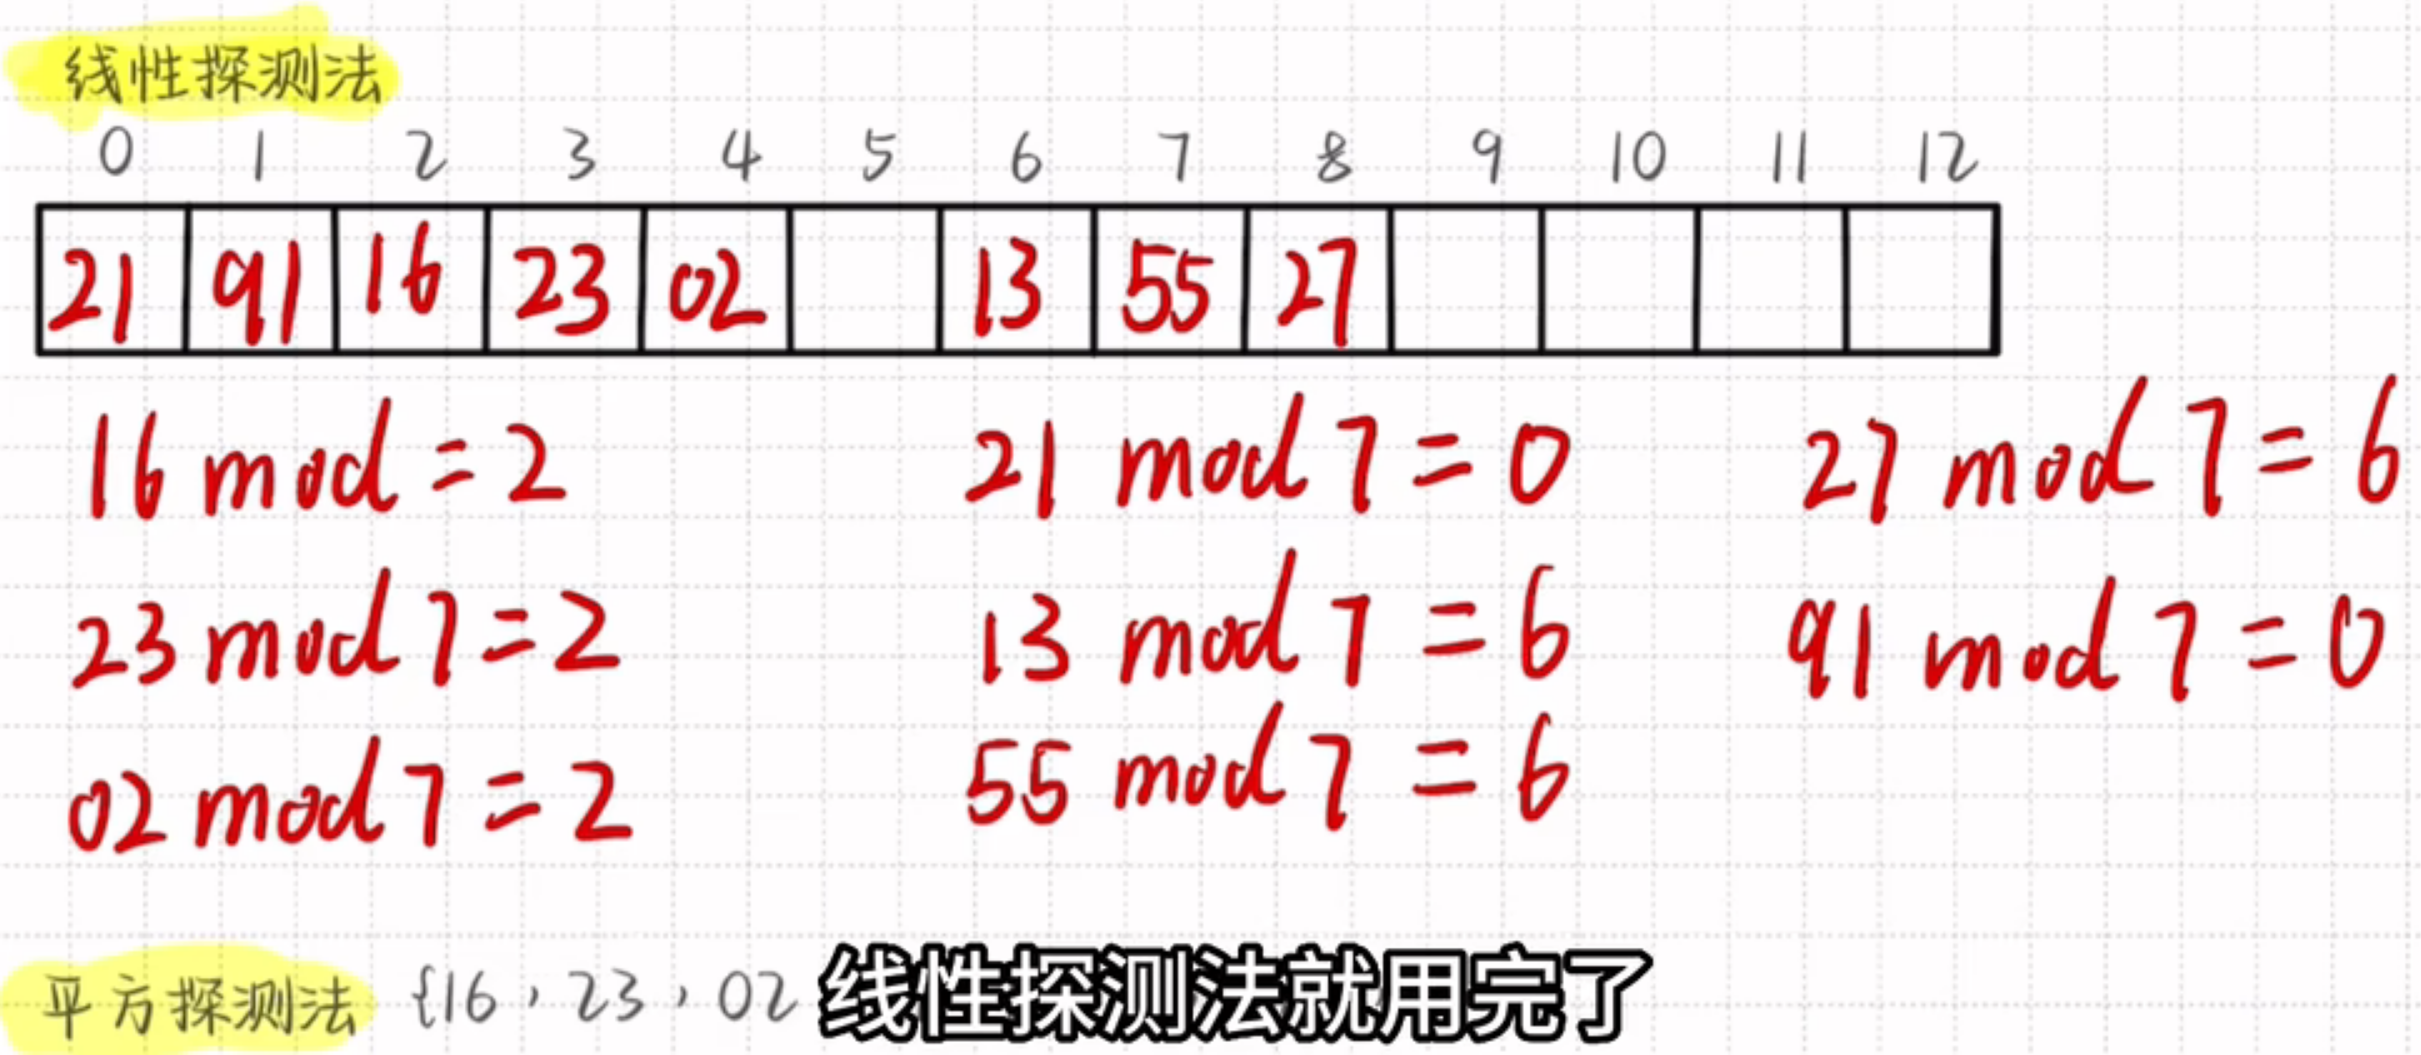 线性探测法
0 1 2 3 4 5 6 7 8 9 10 11 12
21 91 16 23 02 13 55 27
16 mod = 2 21 mod 7 = 0 27 mod 7 = 6
23 mod 7 = 2 13 mod 7 = 6 91 mod 7 = 0
02 mod 7 = 2 55 mod 7 = 6
平方探测法 {16, 23, 02
线性探测法就用完了